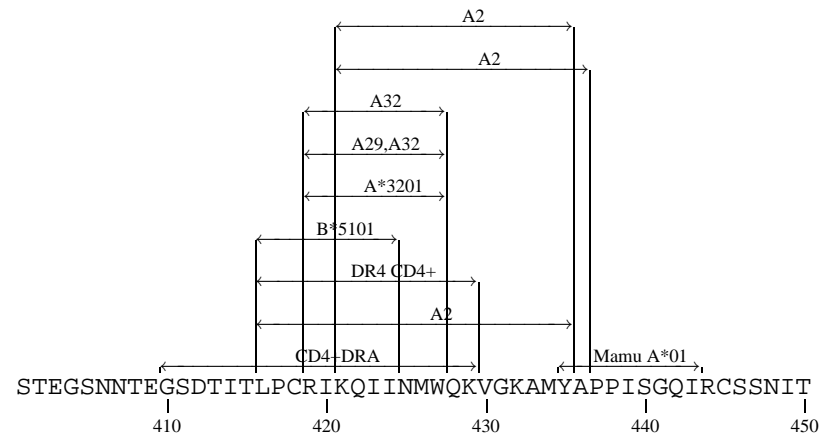 A2
A2
A32
A29,A32
A*3201
B*5101
DR4 CD4+
A2
CD4+DRA Mamu A*01
STEGSNNTEGSDTITLPCRIKQIINMWQKVGKAMYAPPISGQIRCSSNIT
410 420 430 440 450